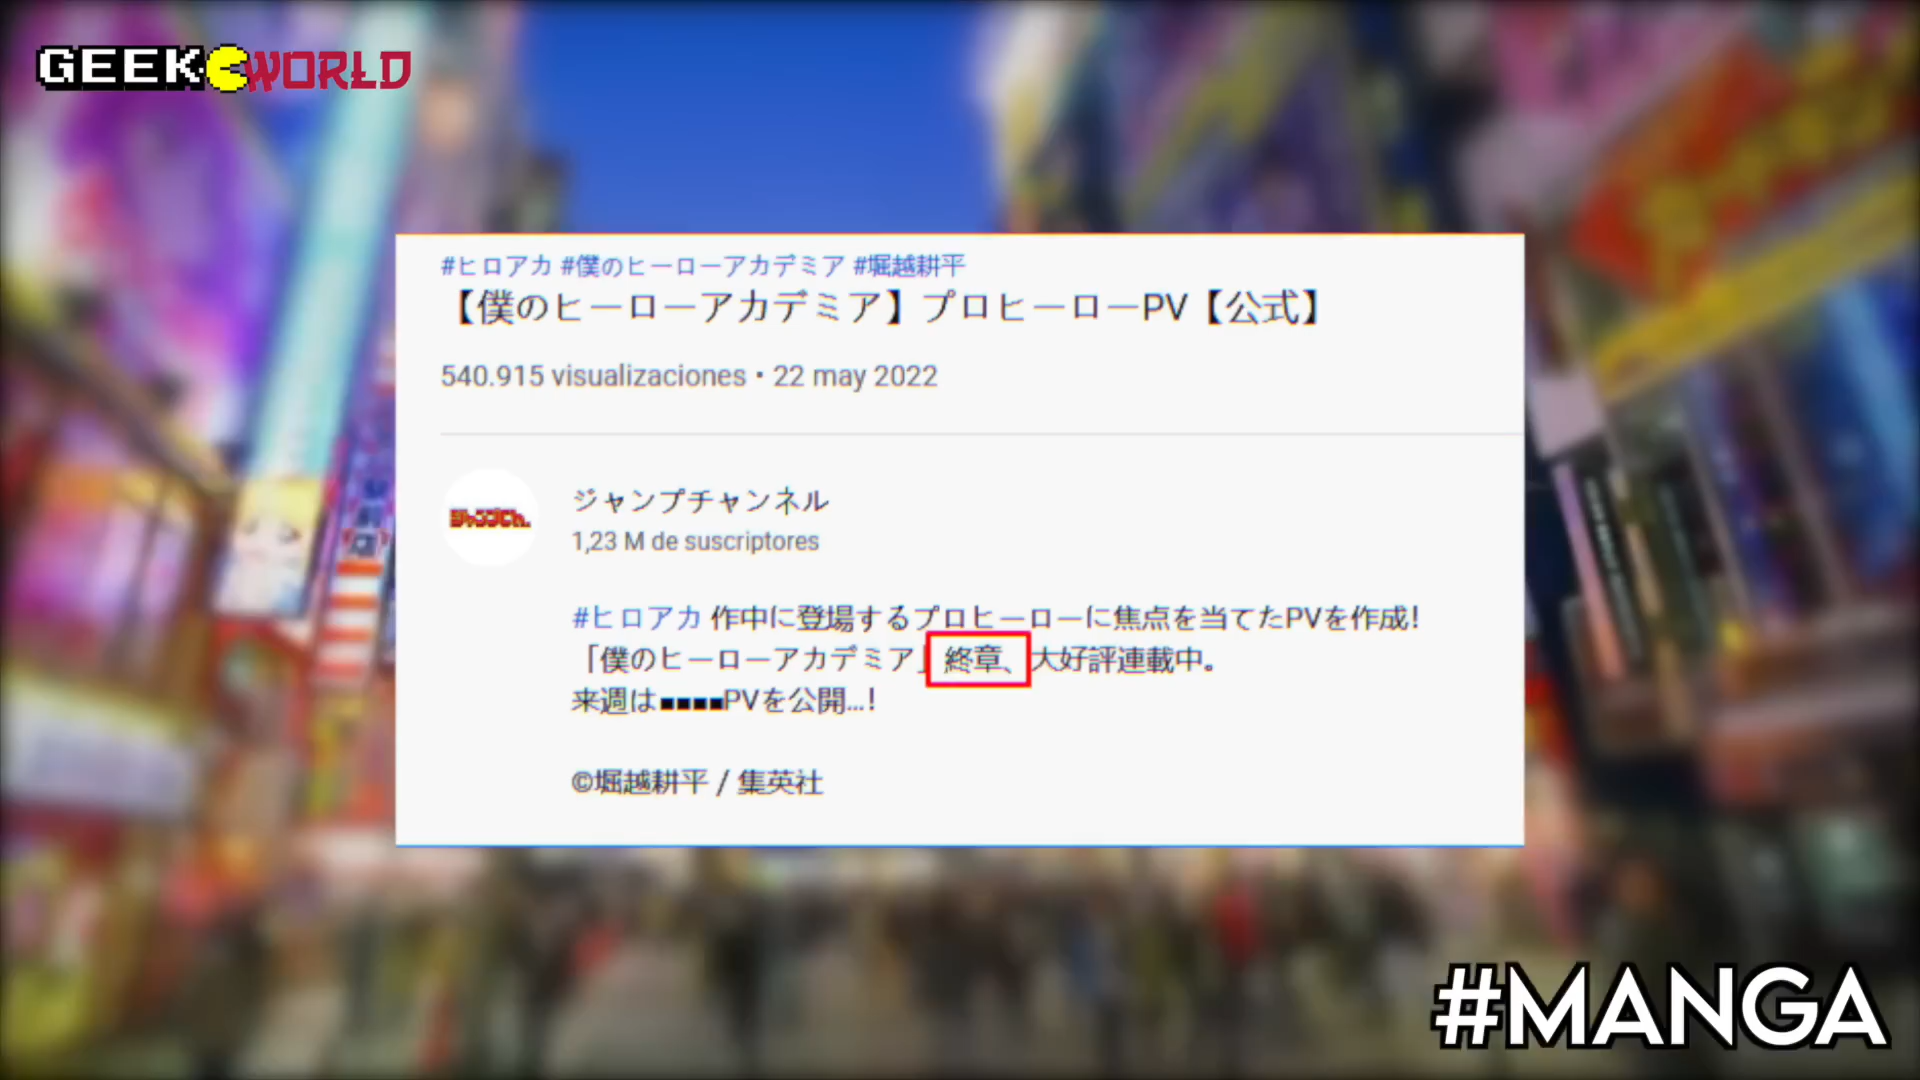 GEEK WORLD
#ヒロアカ #僕のヒーローアカデミア #堀越耕平
【僕のヒーローアカデミア】プロヒーローPV【公式】
540.915 visualizaciones • 22 may 2022
ジャンプCh.
ジャンプチャンネル
1,23 M de suscriptores
#ヒロアカ 作中に登場するプロヒーローに焦点を当てたPVを作成!
「僕のヒーローアカデミア」終章、大好評連載中。
来週は■■■■PVを公開...!
©堀越耕平 / 集英社
#MANGA